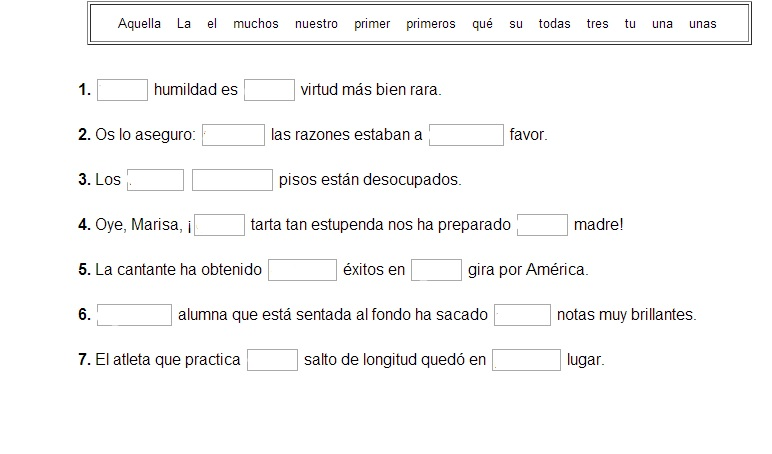 Aquella La el muchos nuestro primer primeros qué su todas tres tu una unas
1. humildad es virtud más bien rara.
2. Os lo aseguro: las razones estaban a favor.
3. Los pisos están desocupados.
4. Oye, Marisa, ¡ tarta tan estupenda nos ha preparado madre!
5. La cantante ha obtenido éxitos en gira por América.
6. alumna que está sentada al fondo ha sacado notas muy brillantes.
7. El atleta que practica salto de longitud quedó en lugar.